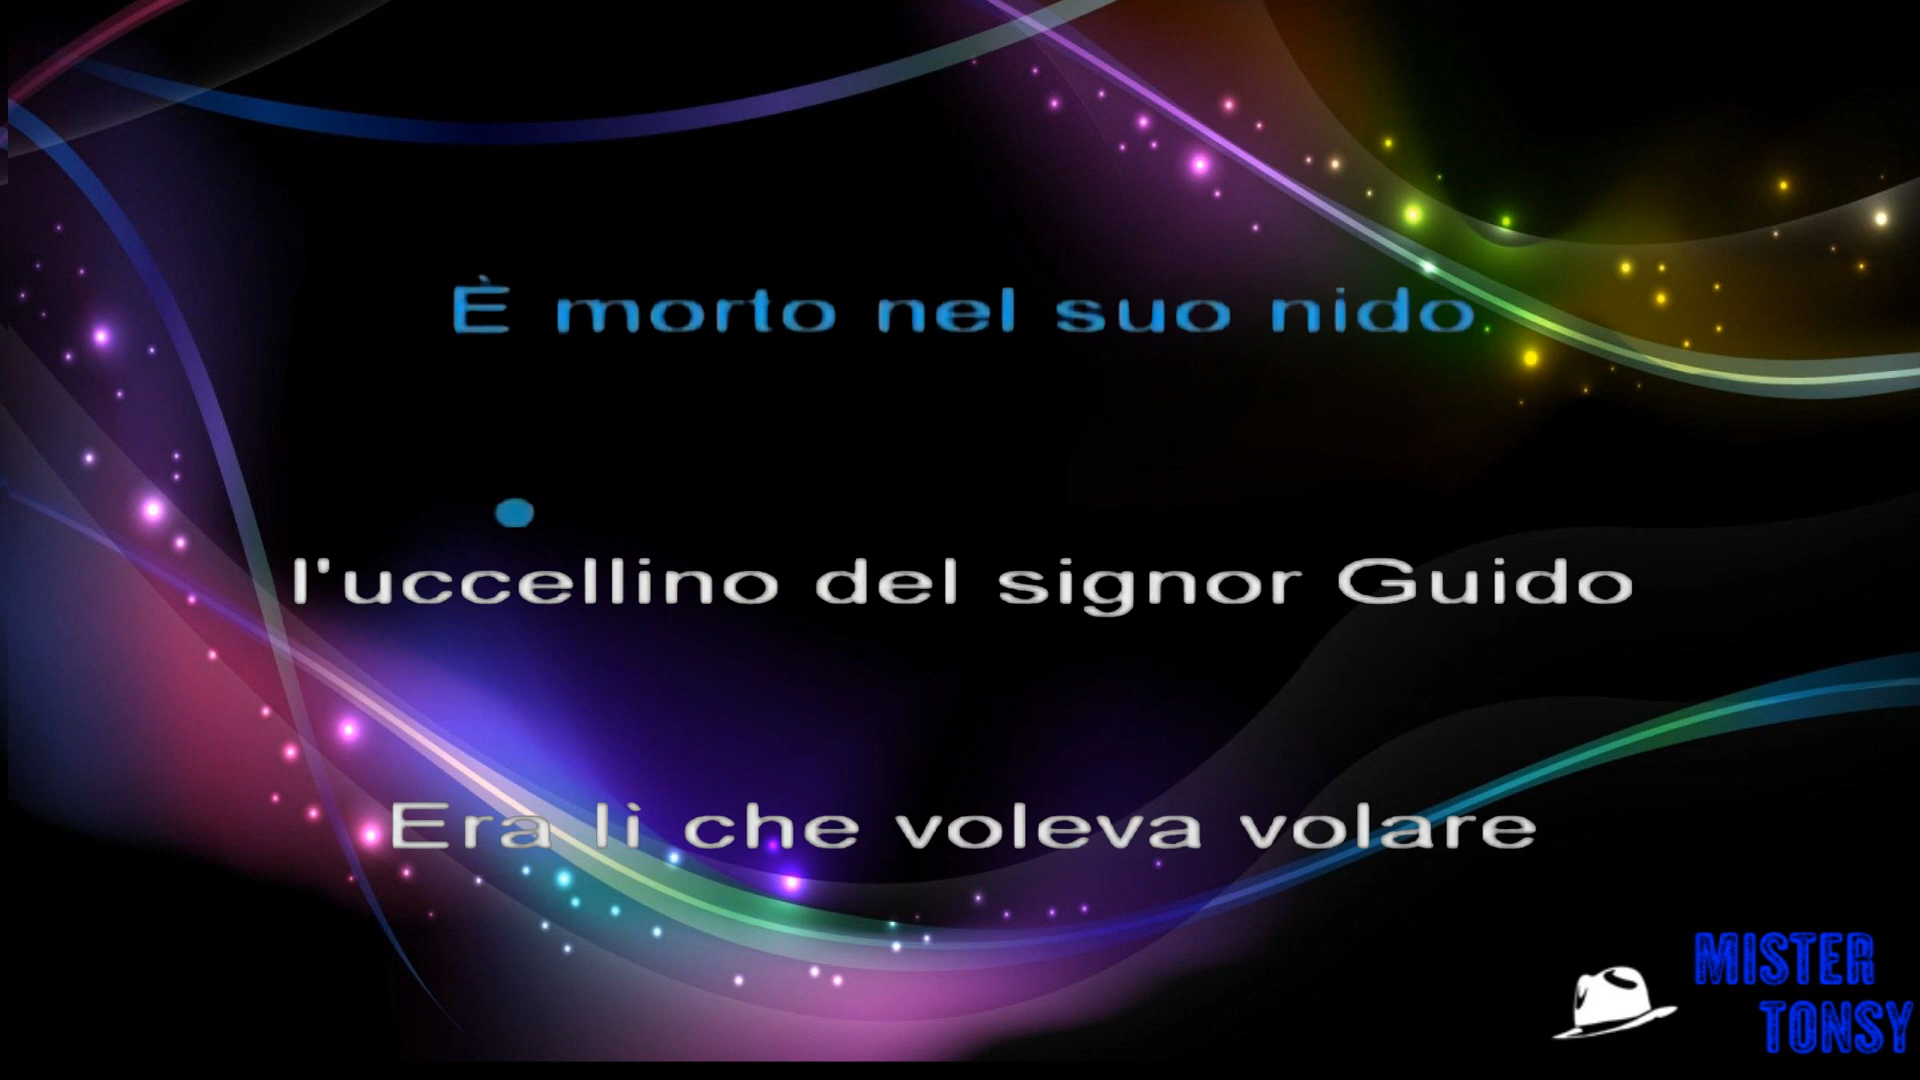 È morto nel suo nido
l'uccellino del signor Guido
Era lì che voleva volare
MISTER
TONSY